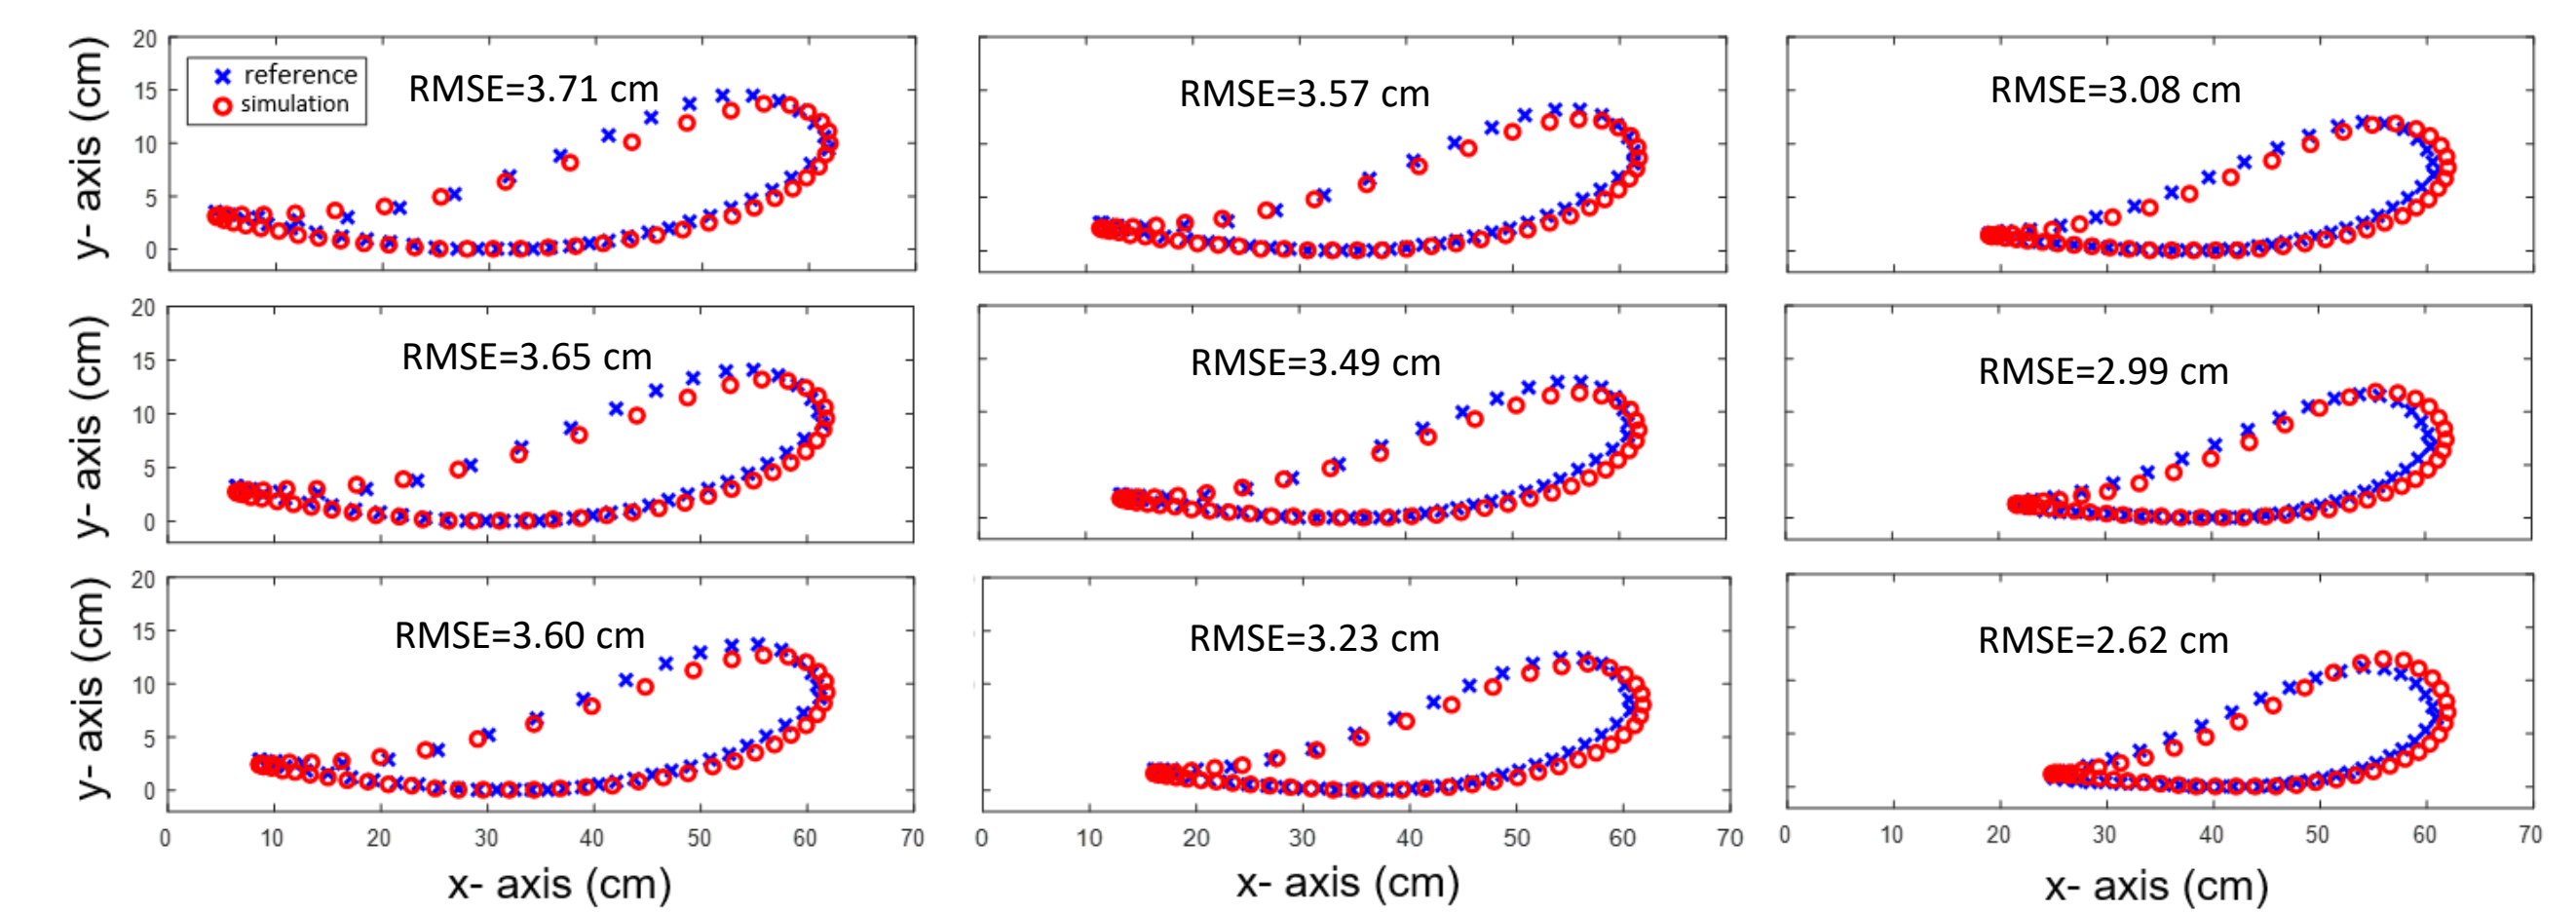 20
15
10
5
0
y- axis (cm)
reference
simulation
RMSE=3.71 cm
RMSE=3.57 cm
RMSE=3.08 cm
20
15
10
5
0
y- axis (cm)
RMSE=3.65 cm
RMSE=3.49 cm
RMSE=2.99 cm
20
15
10
5
0
y- axis (cm)
RMSE=3.60 cm
RMSE=3.23 cm
RMSE=2.62 cm
0 10 20 30 40 50 60 70
0 10 20 30 40 50 60 70
0 10 20 30 40 50 60 70
x- axis (cm)
x- axis (cm)
x- axis (cm)